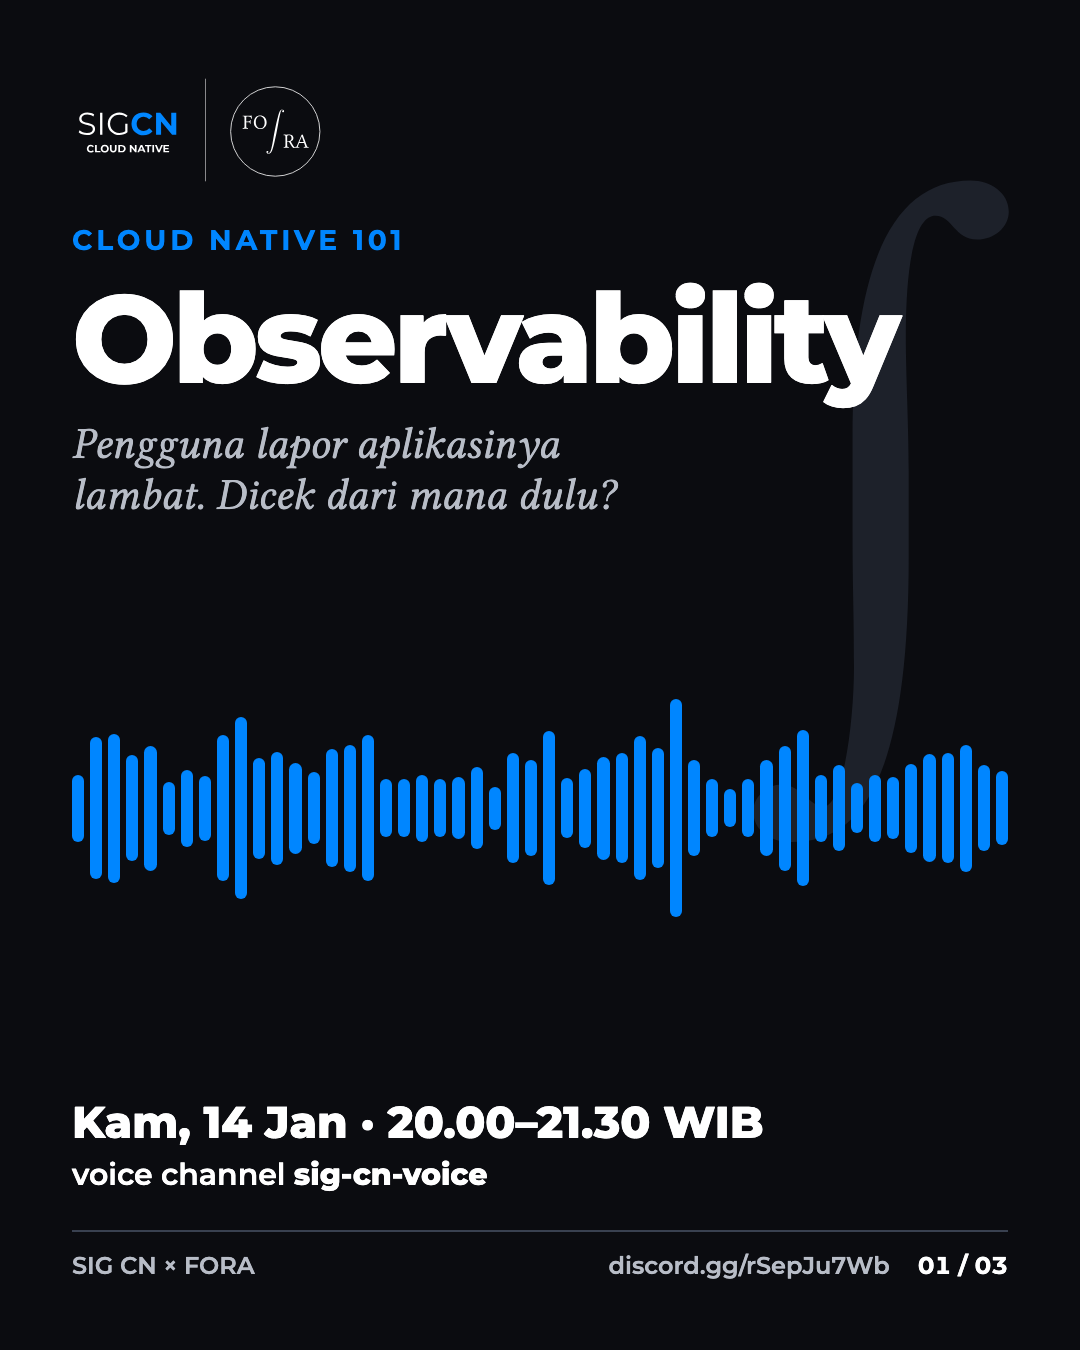 SIGCN
CLOUD NATIVE
FO∫RA
CLOUD NATIVE 101
Observability
Pengguna lapor aplikasinya
lambat. Dicek dari mana dulu?
Kam, 14 Jan · 20.00–21.30 WIB
voice channel sig-cn-voice
SIG CN × FORA
discord.gg/rSepJu7Wb 01 / 03